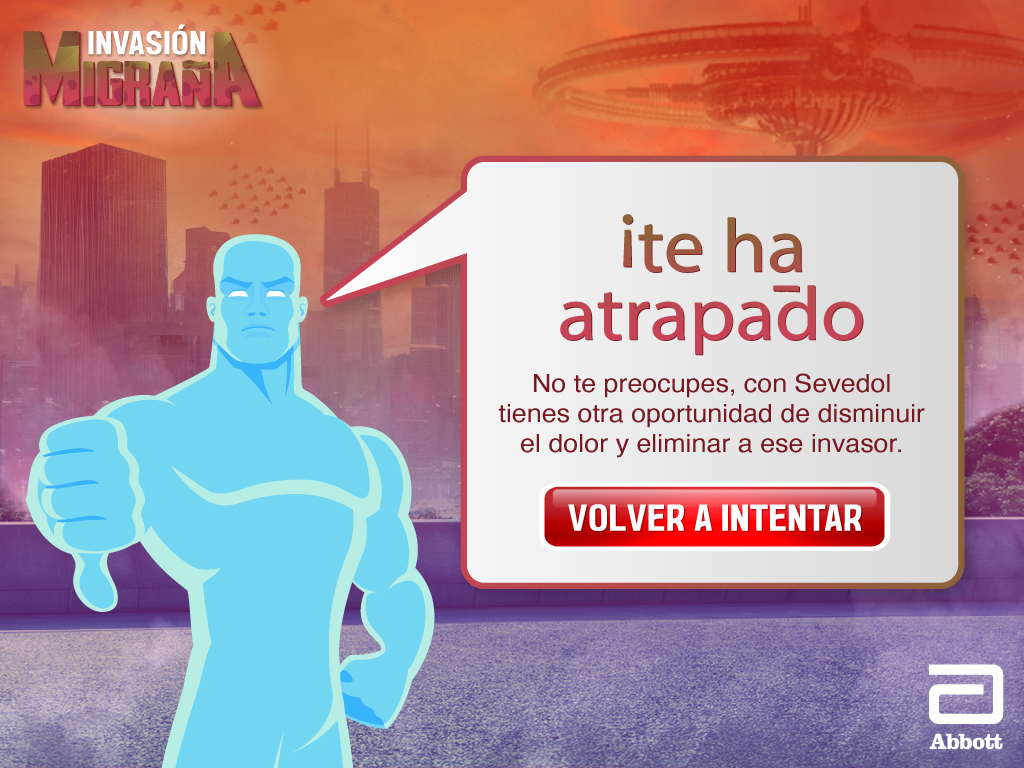 INVASIÓN
MIGRAÑA
¡te ha
atrapado
No te preocupes, con Sevedol
tienes otra oportunidad de disminuir
el dolor y eliminar a ese invasor.
VOLVER A INTENTAR
Abbott